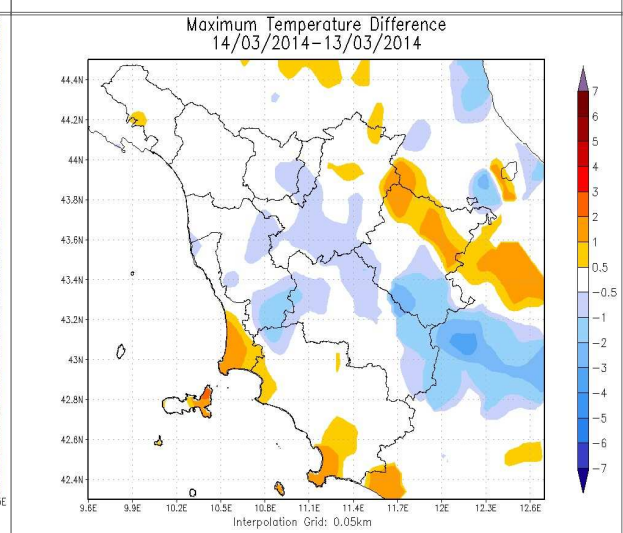 Maximum Temperature Difference
14/03/2014-13/03/2014
44.4N
44.2N
44N
43.8N
43.6N
43.4N
43.2N
43N
42.8N
42.6N
42.4N
9.6E 9.9E 10.2E 10.5E 10.8E 11.1E 11.4E 11.7E 12E 12.3E 12.6E
Interpolation Grid: 0.05km
7
6
5
4
3
2
1
0.5
-0.5
-1
-2
-3
-4
-5
-6
-7